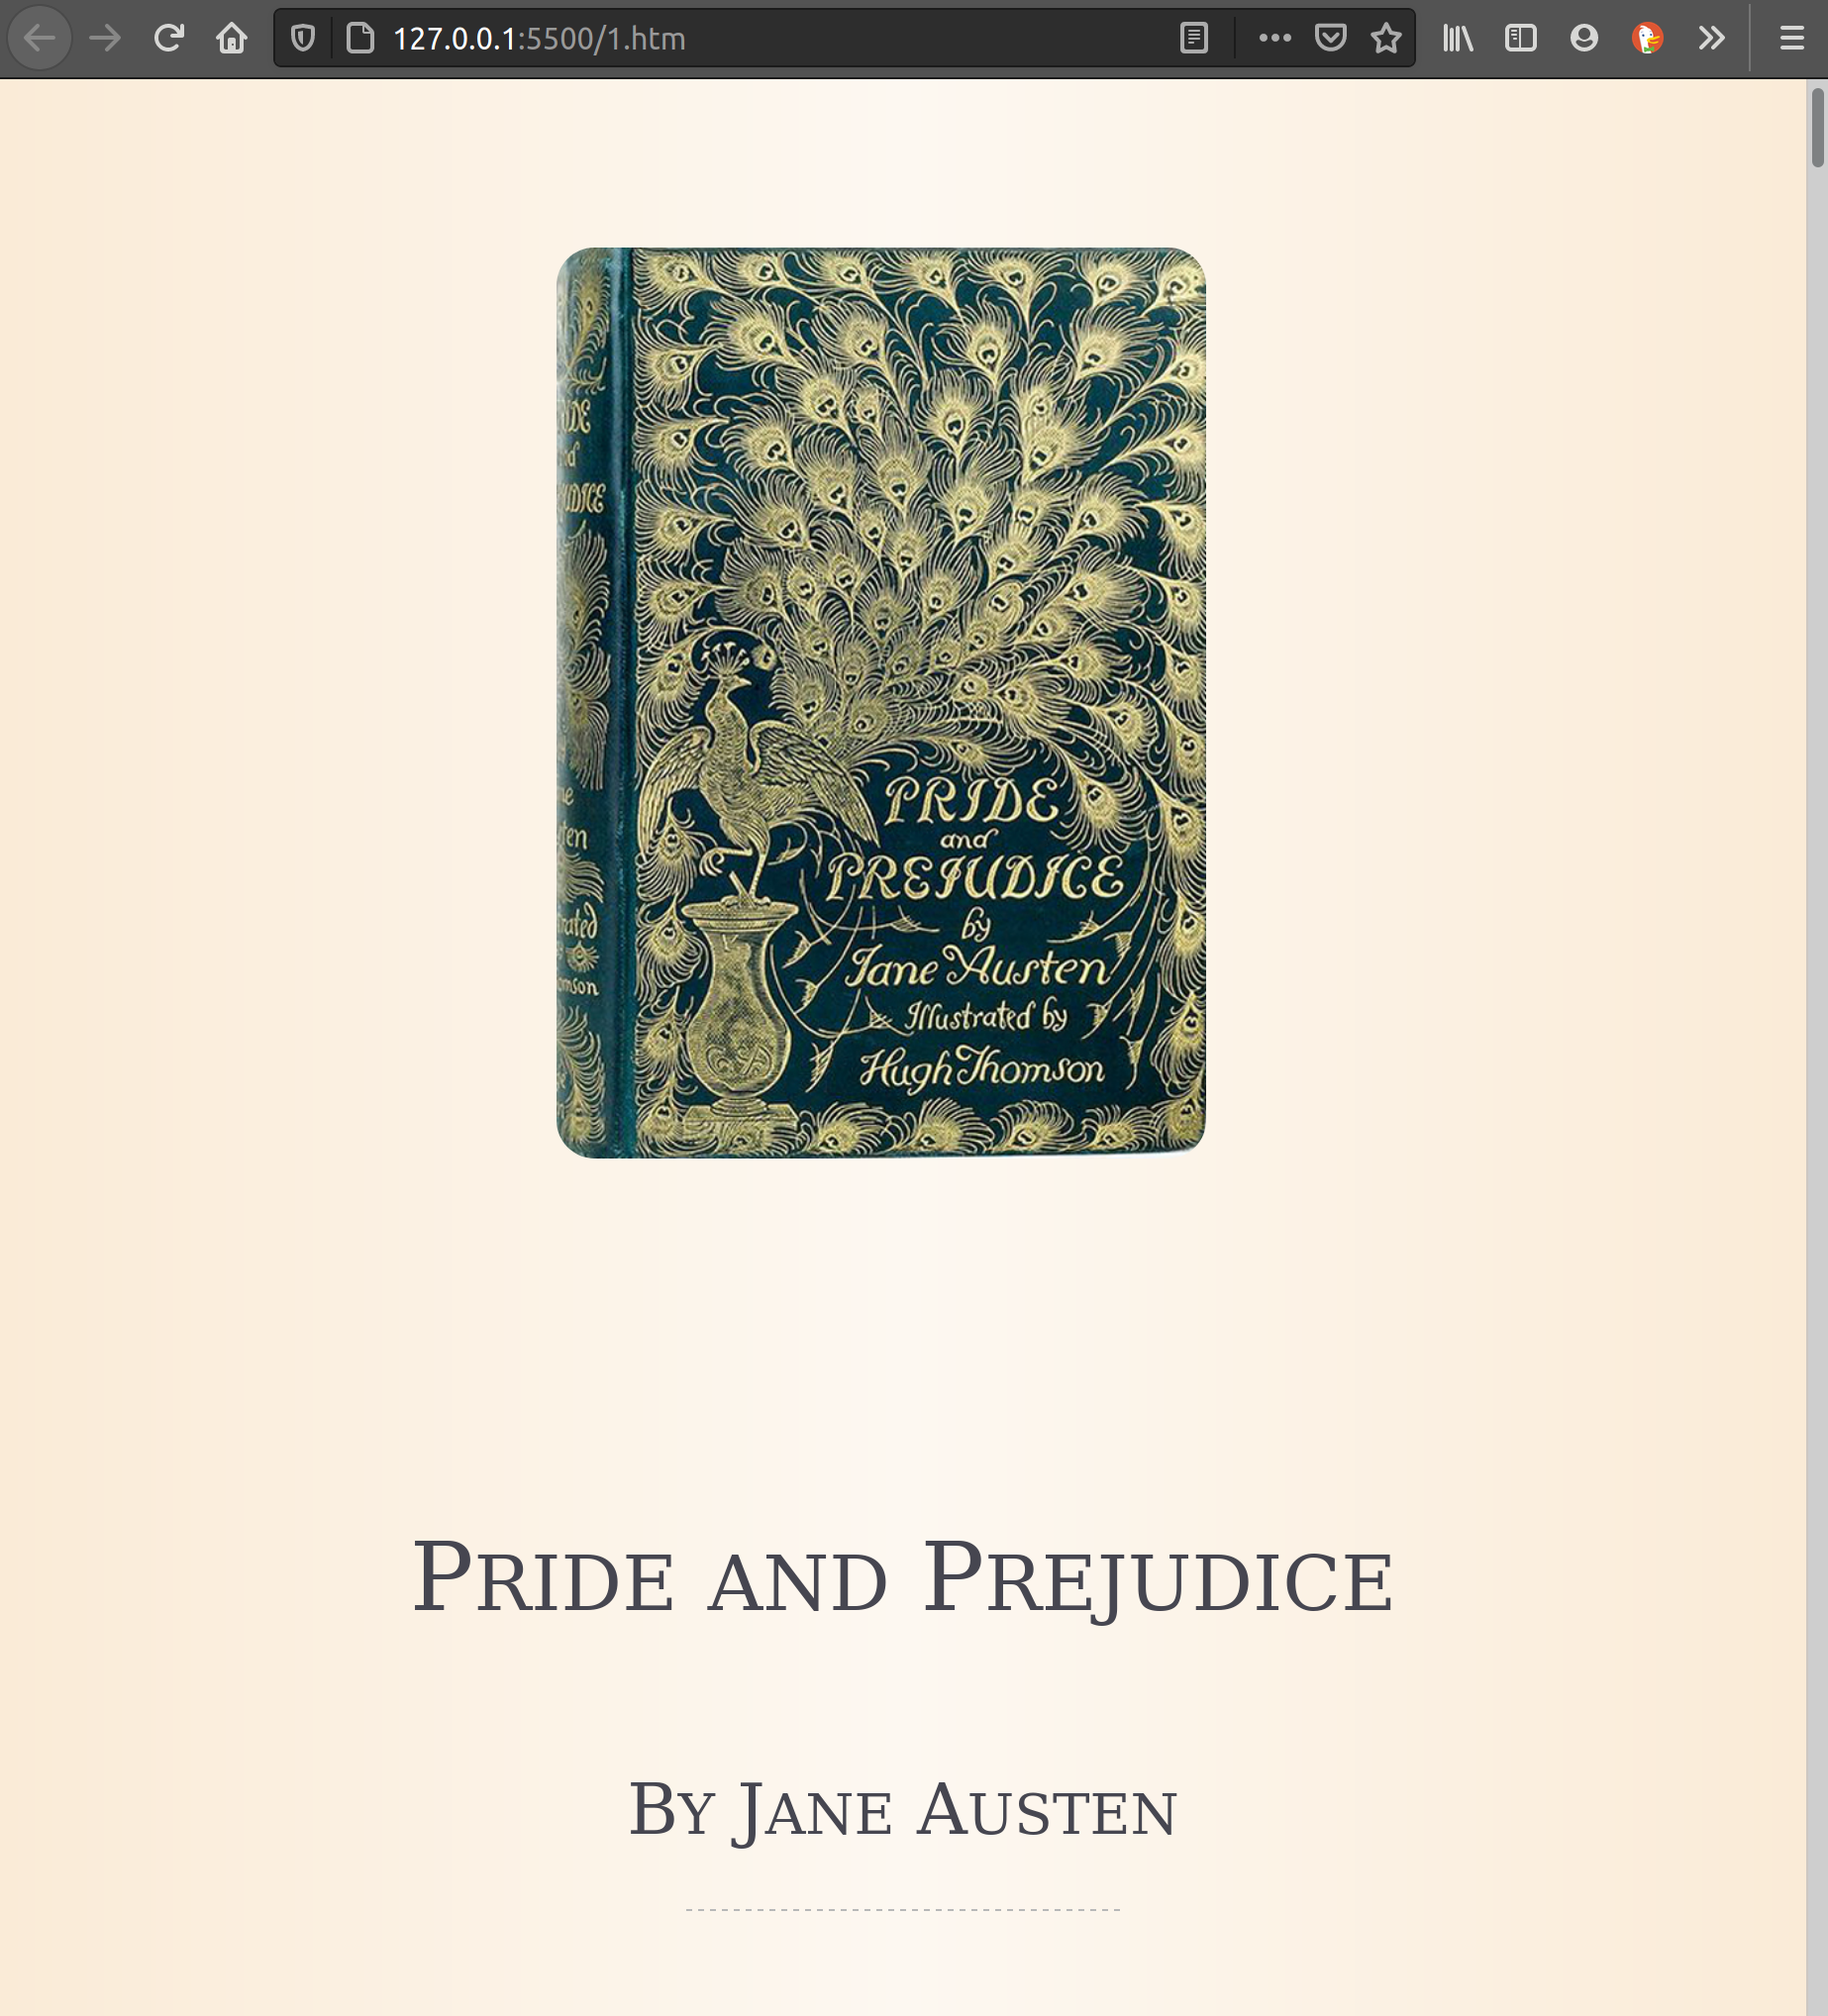 127.0.0.1:5500/1.htm
PRIDE
and
PREJUDICE
by
Jane Austen
Illustrated by
Hugh Thomson
PRIDE AND PREJUDICE
BY JANE AUSTEN